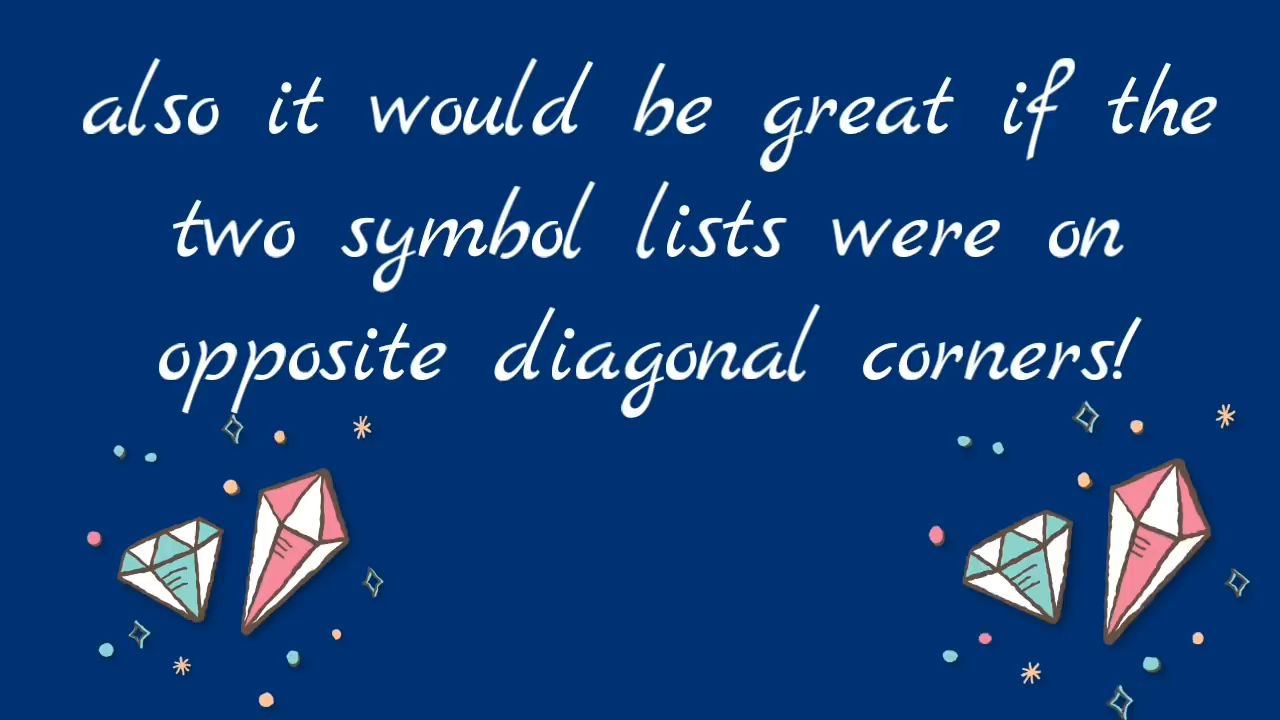 also it would be great if the
two symbol lists were on
opposite diagonal corners!